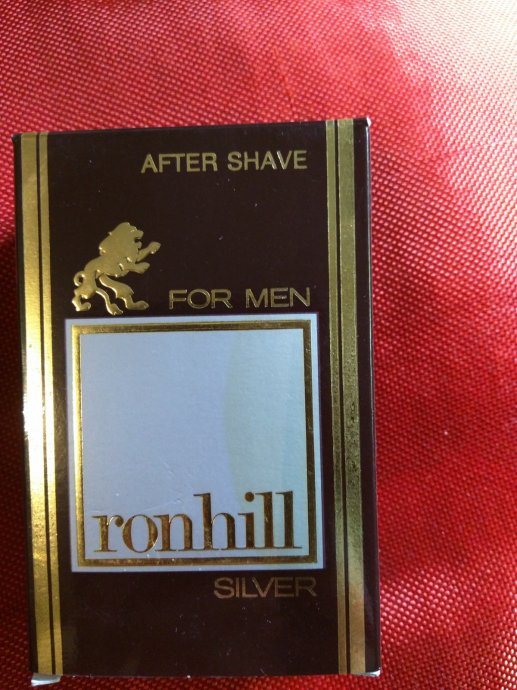 AFTER SHAVE
FOR MEN
ronhill
SILVER